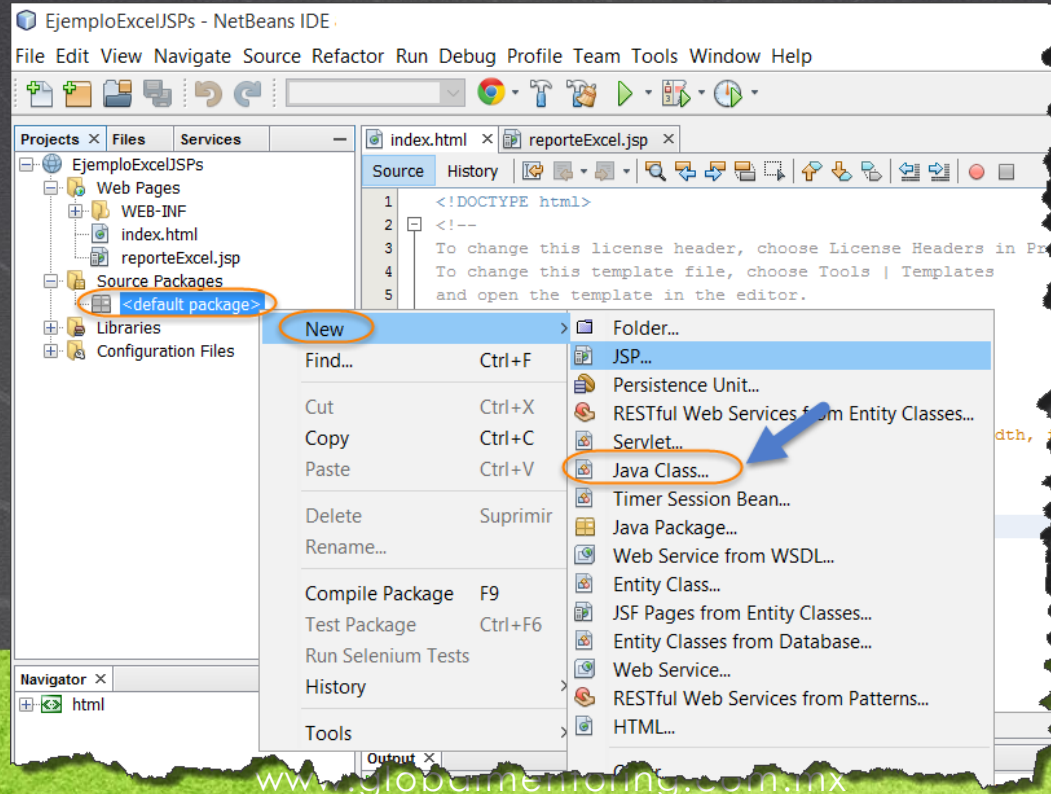 EjemploExcelJSPs - NetBeans IDE
File Edit View Navigate Source Refactor Run Debug Profile Team Tools Window Help
Projects Files Services
index.html reporteExcel.jsp
Source History
EjemploExcelJSPs
Web Pages
WEB-INF
index.html
reporteExcel.jsp
Source Packages
<default package>
Libraries
Configuration Files
1 <!DOCTYPE html>
2 <!--
3 To change this license header, choose License Headers in Pr
4 To change this template file, choose Tools | Templates
5 and open the template in the editor.
New
Find... Ctrl+F
Cut Ctrl+X
Copy Ctrl+C
Paste Ctrl+V
Delete Suprimir
Rename...
Compile Package F9
Test Package Ctrl+F6
Run Selenium Tests
History
Tools
Folder...
JSP...
Persistence Unit...
RESTful Web Services from Entity Classes...
Servlet...
Java Class...
Timer Session Bean...
Java Package...
Web Service from WSDL...
Entity Class...
JSF Pages from Entity Classes...
Entity Classes from Database...
Web Service...
RESTful Web Services from Patterns...
HTML...
dth,
Navigator
html
Output
www.globalmentoring.com.mx